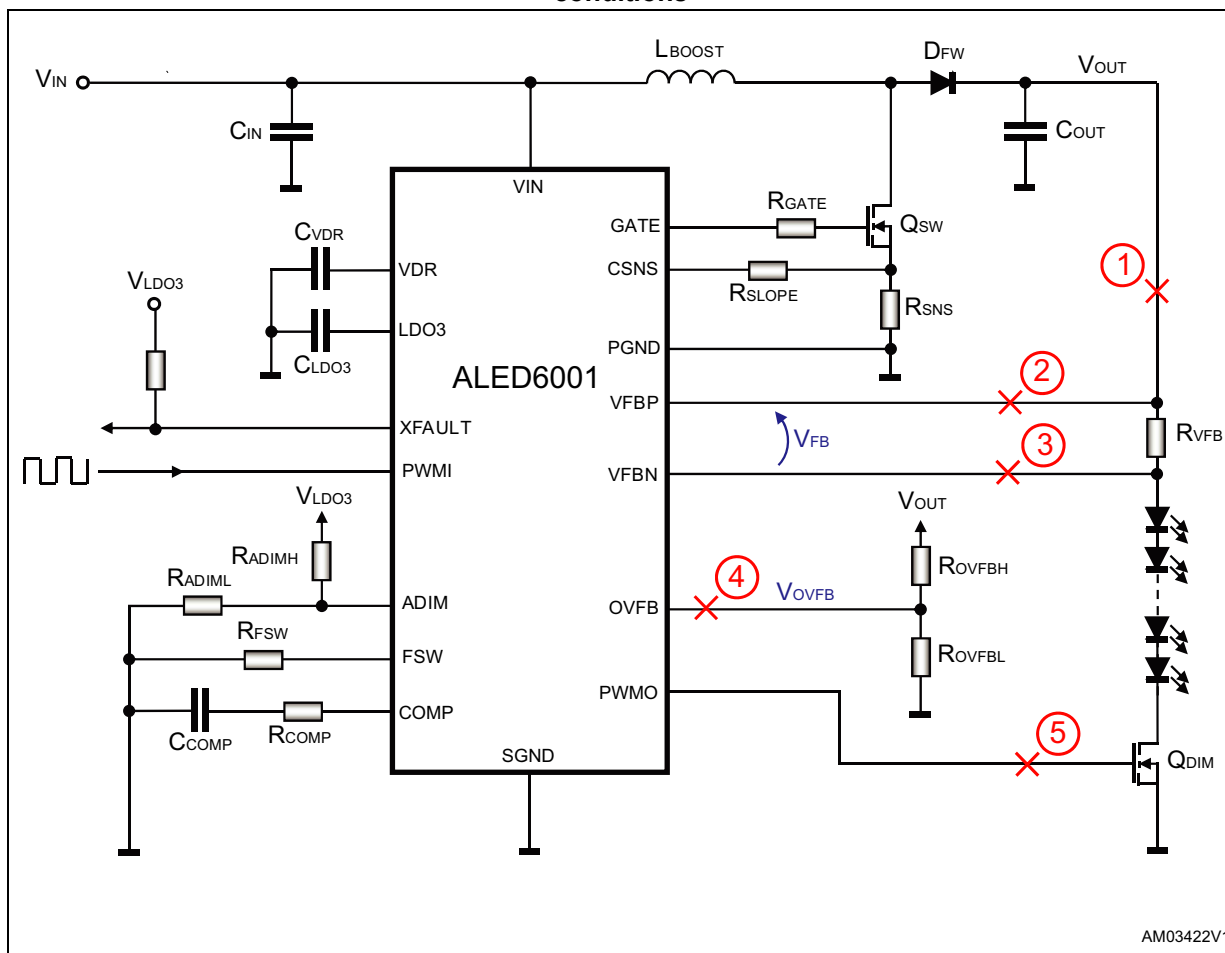 conditions
LBOOST
DFW
VIN
VOUT
CIN
COUT
VIN
RGATE
GATE
QSW
CVDR
VDR
CSNS
RSLOPE
1
VLDO3
RSNS
LDO3
CLDO3
PGND
ALED6001
2
VFBP
XFAULT
VFB
RVFB
3
PWMI
VFBN
VLDO3
VOUT
RADIMH
ROVFBH
RADIML
4
ADIM
OVFB
VOVFB
RFSW
FSW
ROVFBL
PWMO
COMP
CCOMP
RCOMP
5
SGND
QDIM
AM03422V1